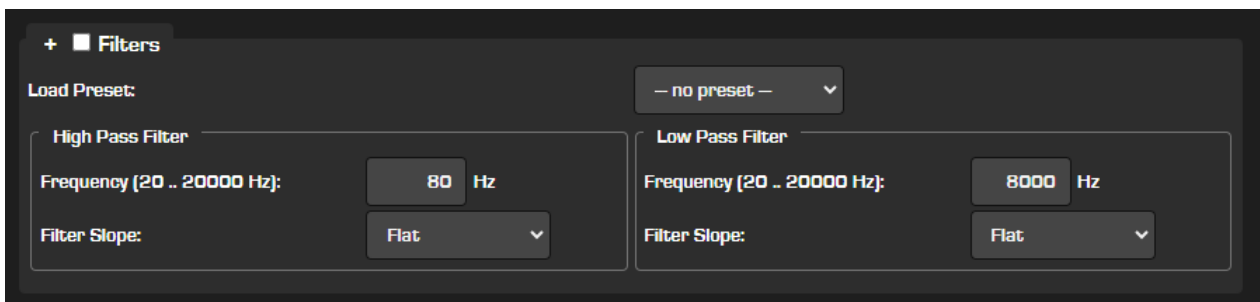 + Filters
Load Preset: — no preset —
High Pass Filter
Frequency (20 .. 20000 Hz): 80 Hz
Filter Slope: Flat
Low Pass Filter
Frequency (20 .. 20000 Hz): 8000 Hz
Filter Slope: Flat